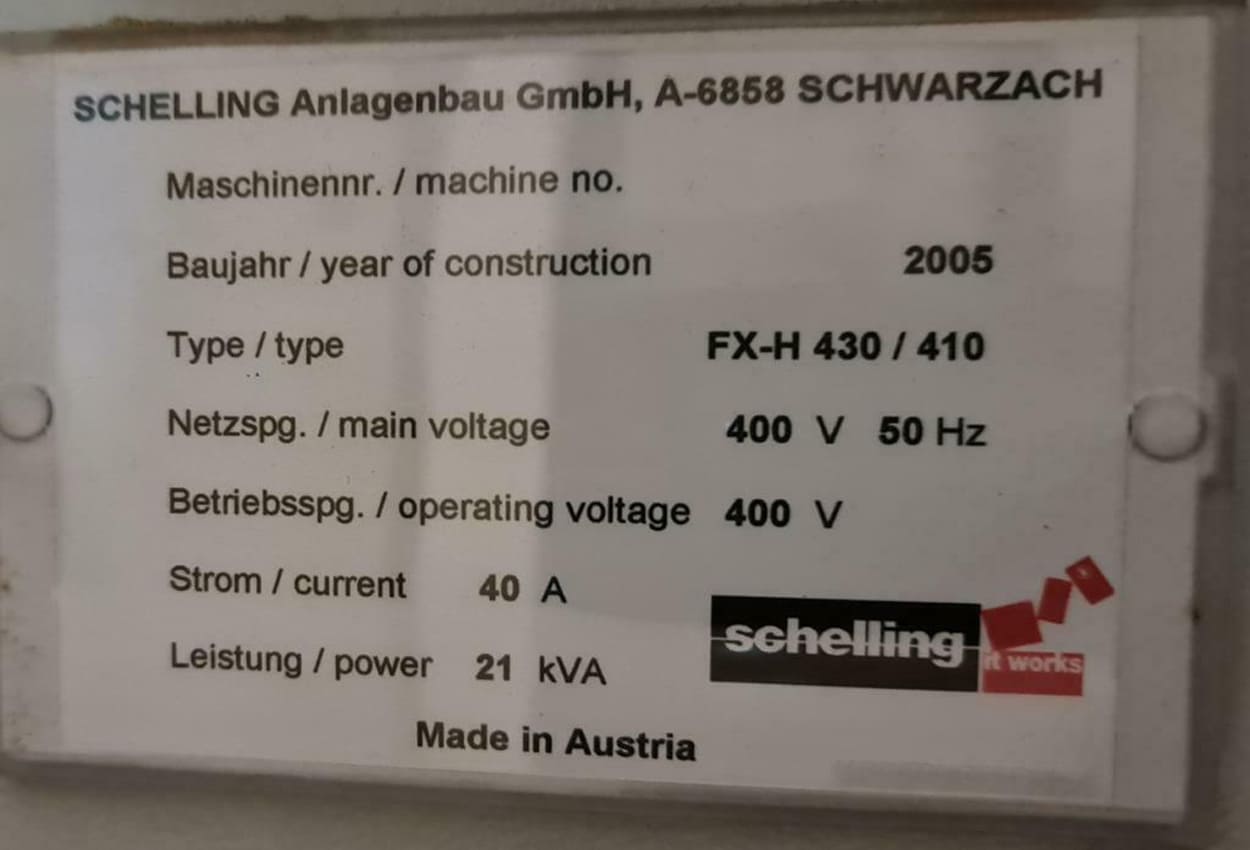 SCHELLING Anlagenbau GmbH, A-6858 SCHWARZACH
Maschinennr. / machine no.
Baujahr / year of construction 2005
Type / type FX-H 430 / 410
Netzspg. / main voltage 400 V 50 Hz
Betriebsspg. / operating voltage 400 V
Strom / current 40 A
Leistung / power 21 kVA
schelling
it works
Made in Austria